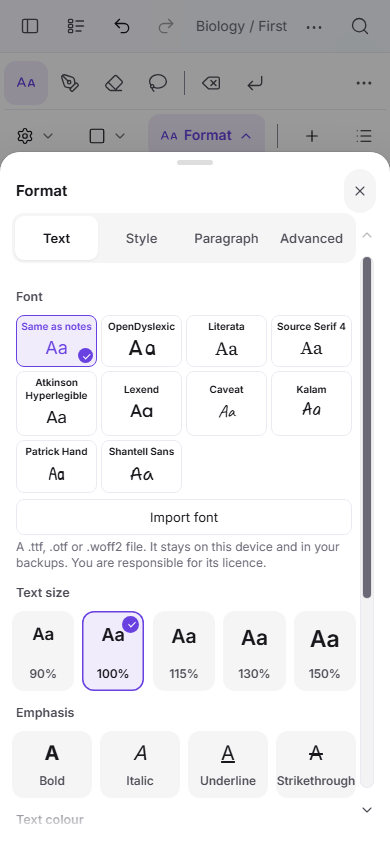 Biology / First
AA
AA Format
Format
Text
Style
Paragraph
Advanced
Font
Same as notes
Aa
OpenDyslexic
Aa
Literata
Aa
Source Serif 4
Aa
Atkinson
Hyperlegible
Aa
Lexend
Aa
Caveat
Aa
Kalam
Aa
Patrick Hand
Aa
Shantell Sans
Aa
Import font
A .ttf, .otf or .woff2 file. It stays on this device and in your
backups. You are responsible for its licence.
Text size
Aa
90%
Aa
100%
Aa
115%
Aa
130%
Aa
150%
Emphasis
A
Bold
A
Italic
A
Underline
A
Strikethrough
Text colour